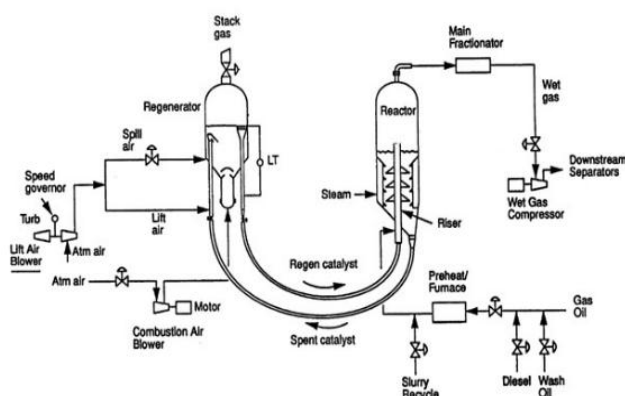 Stack
gas
Main
Fractionator
Regenerator
Reactor
Wet
gas
Spill
air
LT
Speed
governor
Downstream
Separators
Steam
Turb
Lift
air
Riser
Wet Gas
Compressor
Lift Air
Blower
Atm air
Regen catalyst
Preheat/
Furnace
Atm air
Motor
Gas
Oil
Combustion Air
Blower
Spent catalyst
Slurry
Recycle
Diesel
Wash
Oil